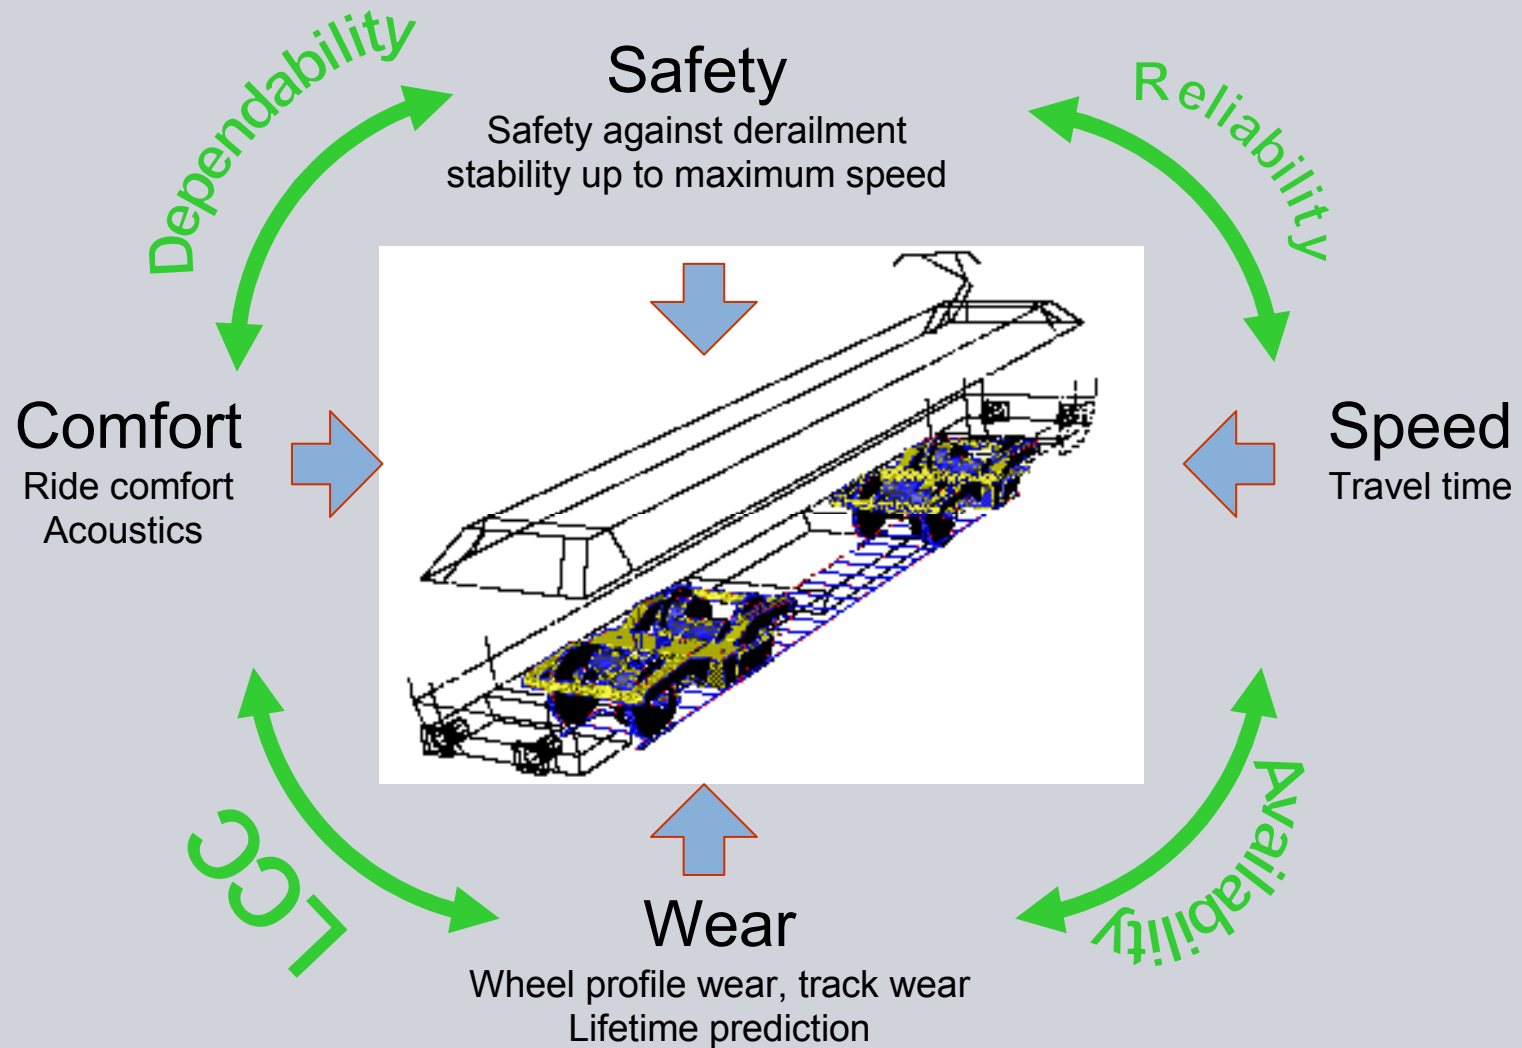 Dependability
Safety
Safety against derailment
stability up to maximum speed
Reliability
Comfort
Ride comfort
Acoustics
Speed
Travel time
LCC
Availability
Wear
Wheel profile wear, track wear
Lifetime prediction